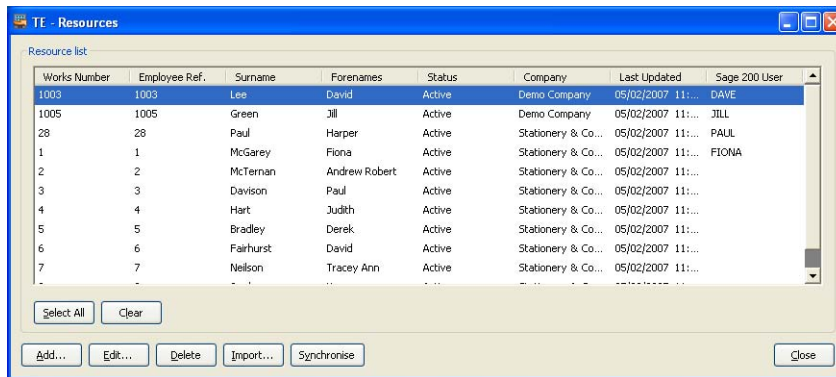 TE - Resources
Resource list
Works Number Employee Ref. Surname Forenames Status Company Last Updated Sage 200 User
1003 1003 Lee David Active Demo Company 05/02/2007 11:... DAVE
1005 1005 Green Jill Active Demo Company 05/02/2007 11:... JILL
28 28 Paul Harper Active Stationery & Co... 05/02/2007 11:... PAUL
1 1 McGarey Fiona Active Stationery & Co... 05/02/2007 11:... FIONA
2 2 McTernan Andrew Robert Active Stationery & Co... 05/02/2007 11:...
3 3 Davison Paul Active Stationery & Co... 05/02/2007 11:...
4 4 Hart Judith Active Stationery & Co... 05/02/2007 11:...
5 5 Bradley Derek Active Stationery & Co... 05/02/2007 11:...
6 6 Fairhurst David Active Stationery & Co... 05/02/2007 11:...
7 7 Neilson Tracey Ann Active Stationery & Co... 05/02/2007 11:...
Select All Clear
Add... Edit... Delete Import... Synchronise Close